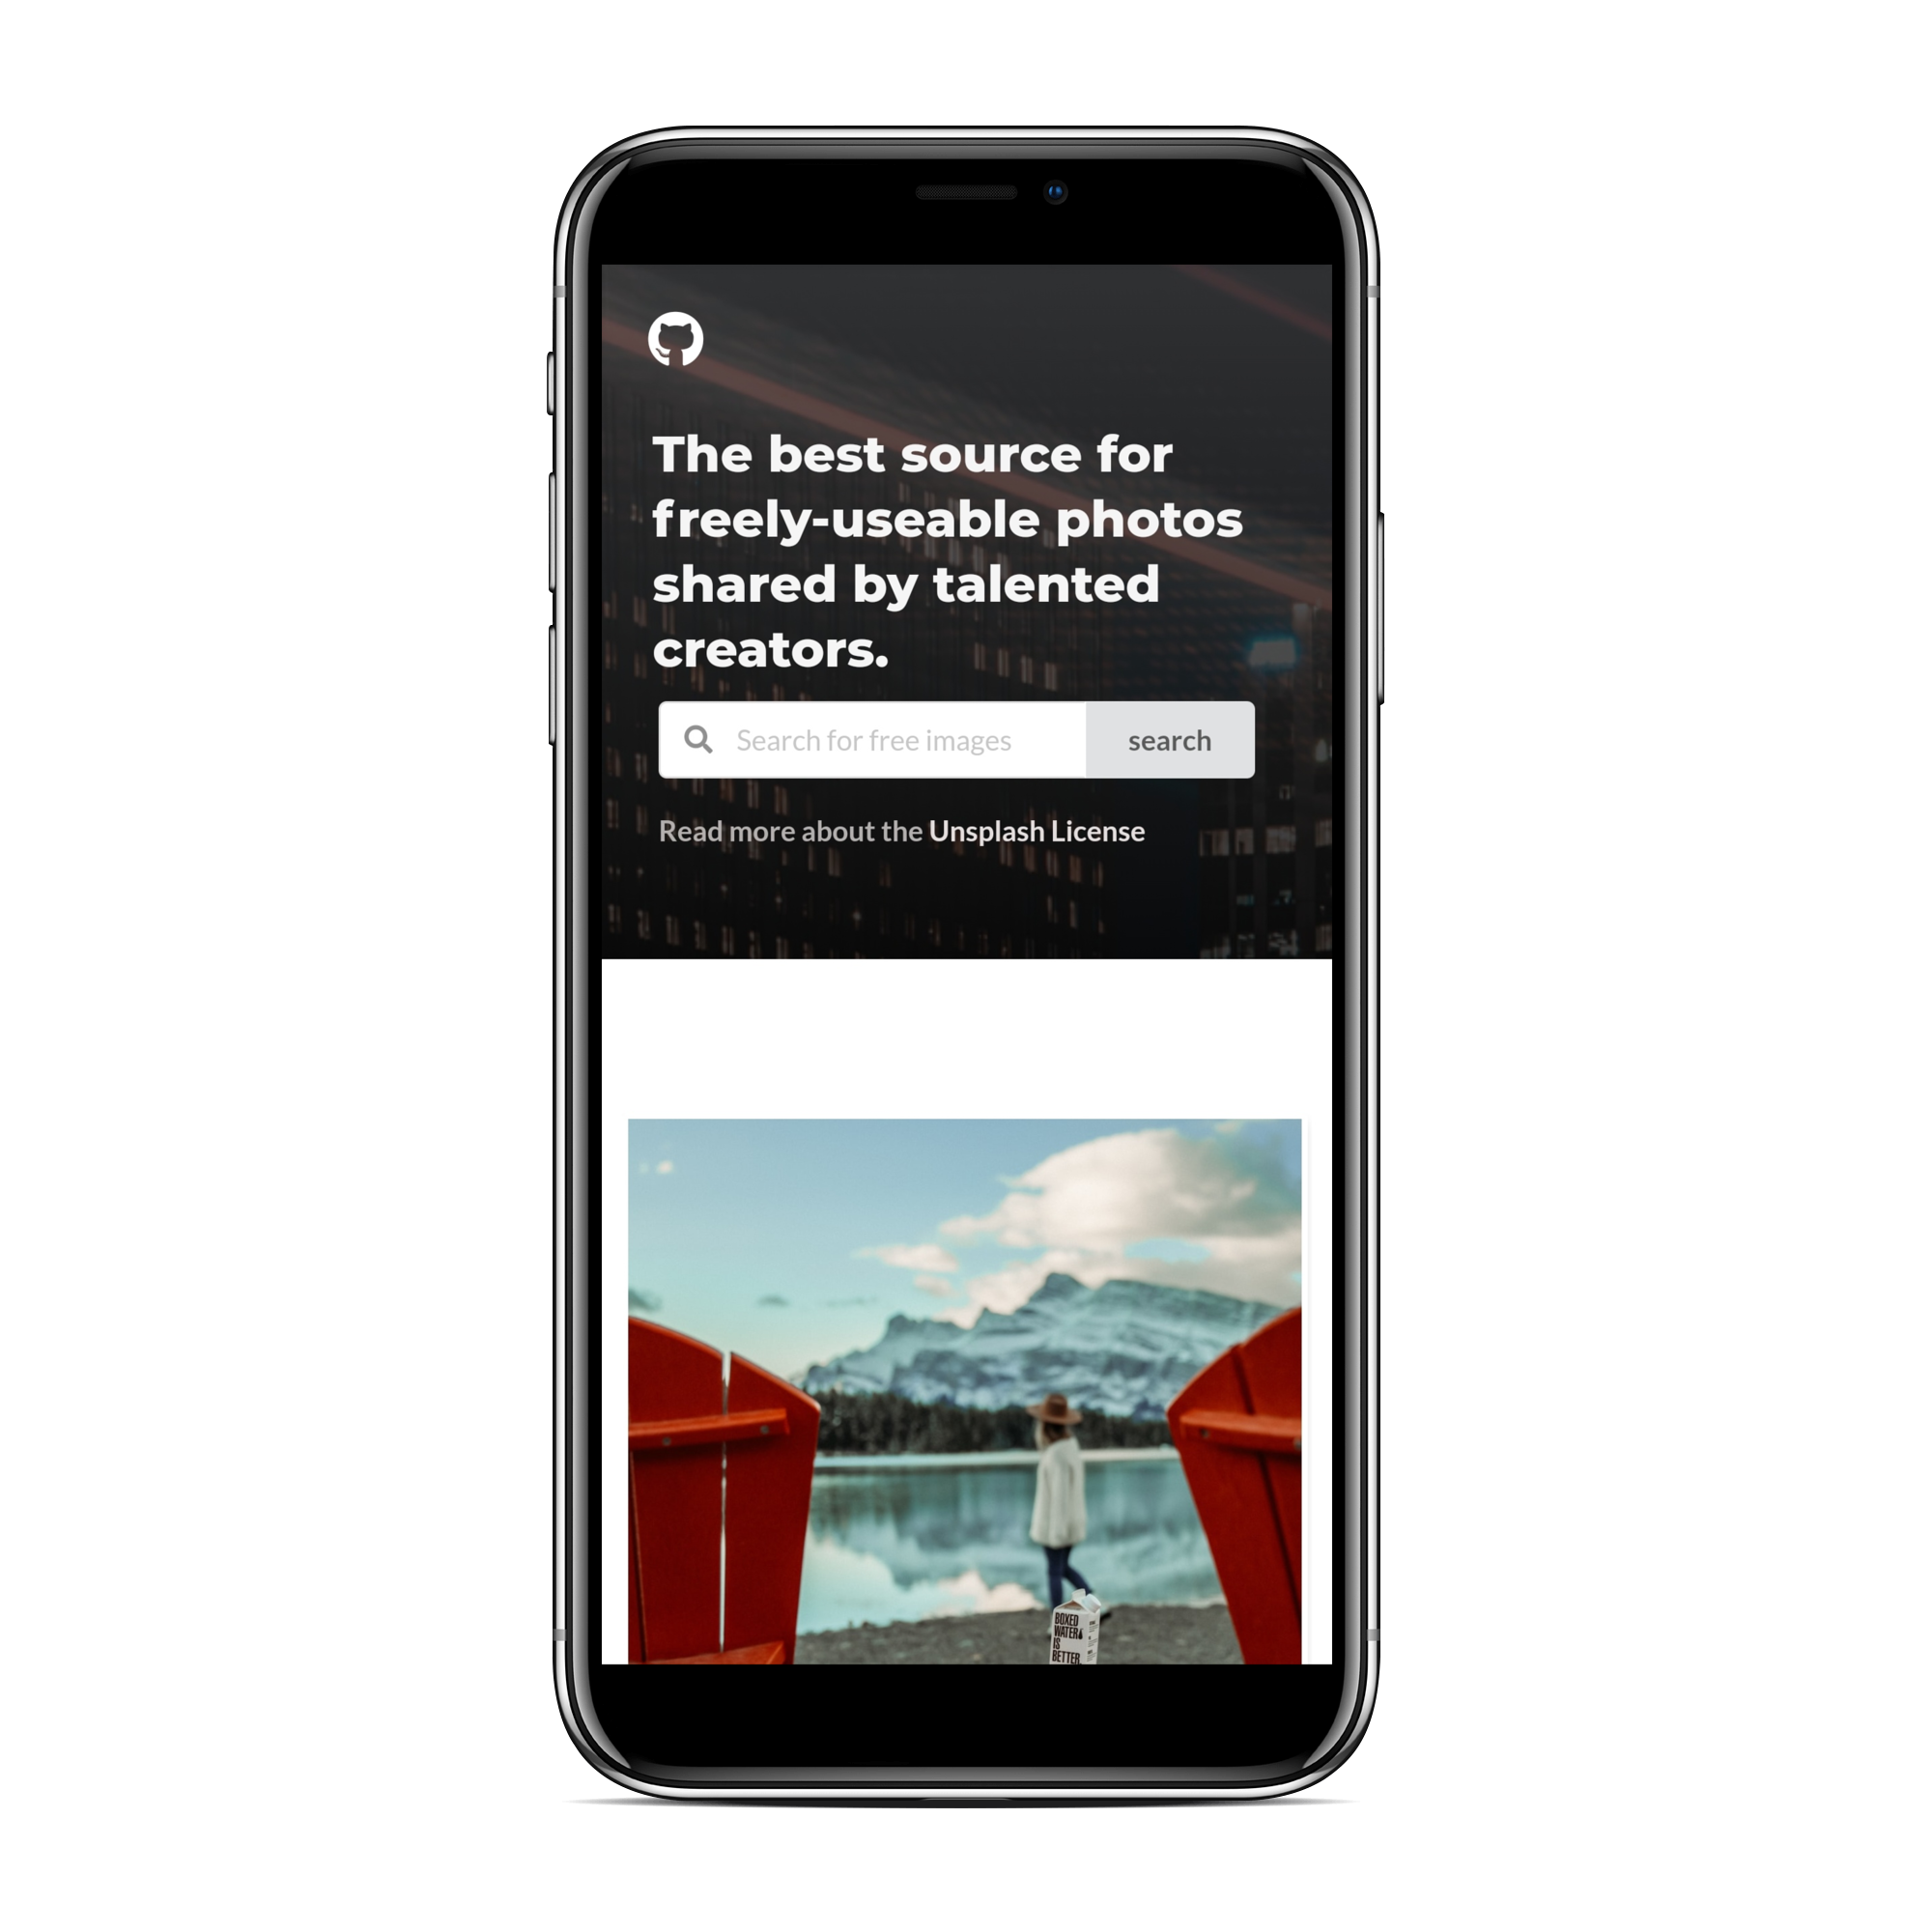 The best source for
freely-useable photos
shared by talented
creators.
Search for free images
search
Read more about the Unsplash License
BOXED
WATER
IS
BETTER.